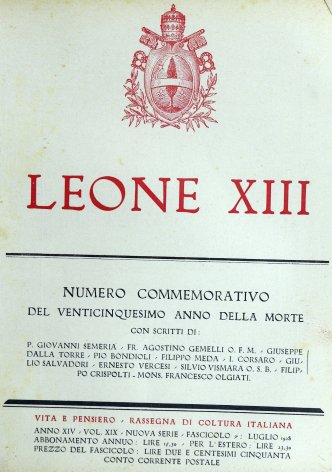 LEONE XIII
NUMERO COMMEMORATIVO
DEL VENTICINQUESIMO ANNO DELLA MORTE
CON SCRITTI DI:
P. GIOVANNI SEMERIA - FR. AGOSTINO GEMELLI O. F. M. - GIUSEPPE
DALLA TORRE - PIO BONDIOLI - FILIPPO MEDA - I. CORSARO - GIU-
LIO SALVADORI - ERNESTO VERCESI - SILVIO VISMARA O. S. B. - FILIP-
PO CRISPOLTI - MONS. FRANCESCO OLGIATI.
VITA E PENSIERO - RASSEGNA DI COLTURA ITALIANA
ANNO XIV - VOL. XIX - NUOVA SERIE - FASCICOLO : LUGLIO 1928
ABBONAMENTO ANNUO: LIRE - PER L'ESTERO: LIRE
PREZZO DEL FASCICOLO: LIRE DUE E CENTESIMI CINQUANTA
CONTO CORRENTE POSTALE